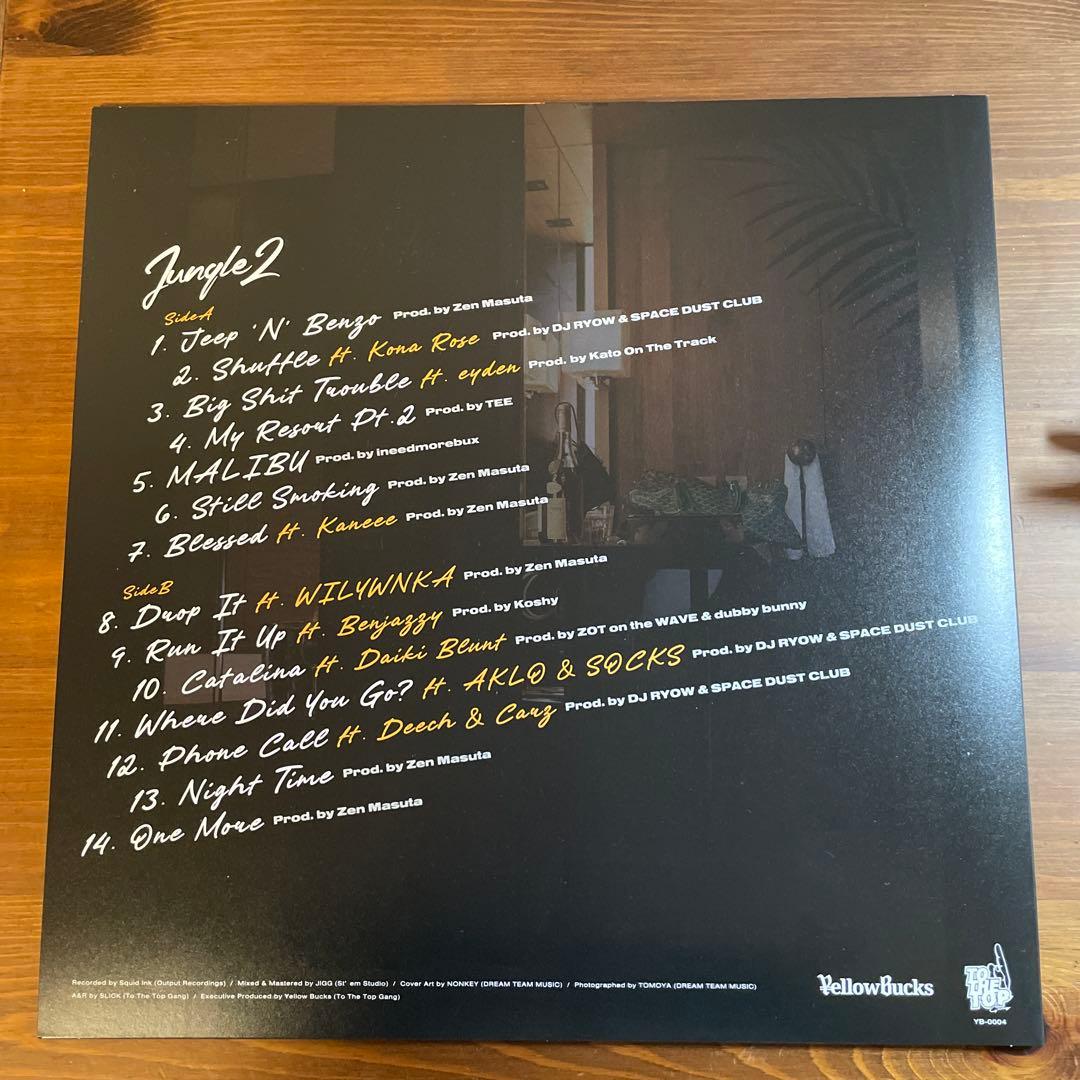 Jungle2
Side A
1. Jeep 'N' Benzo Prod. by Zen Masuta
2. Shuffle ft. Kona Rose Prod. by DJ RYOW & SPACE DUST CLUB
3. Big Shit Trouble ft. eyden Prod. by Kato On The Track
4. My Resort Pt.2 Prod. by TEE
5. MALIBU Prod. by ineedmorebux
6. Still Smoking Prod. by Zen Masuta
7. Blessed ft. Kaneee Prod. by Zen Masuta
Side B
8. Drop It ft. WILYWNKA Prod. by Zen Masuta
9. Run It Up ft. Benjazzy Prod. by Koshy
10. Catalina ft. Daiki Blunt Prod. by ZOT on the WAVE & dubby bunny
11. Where Did You Go? ft. AKLO & SOCKS Prod. by DJ RYOW & SPACE DUST CLUB
12. Phone Call ft. Deech & Carz Prod. by DJ RYOW & SPACE DUST CLUB
13. Night Time Prod. by Zen Masuta
14. One More Prod. by Zen Masuta
Recorded by Squid Ink (Output Recordings) / Mixed & Mastered by JIGG (St' em Studio) / Cover Art by NONKEY (DREAM TEAM MUSIC) / Photographed by TOMOYA (DREAM TEAM MUSIC)
A&R by SLICK (To The Top Gang) / Executive Produced by Yellow Bucks (To The Top Gang)
YellowBucks
TO THE TOP
YB-0004